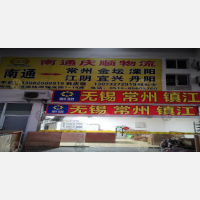 南通庆顺物流
南通——常州 金坛 溧阳
江阴 宜兴 丹阳
无锡 常州 镇江
无锡 常州 镇江